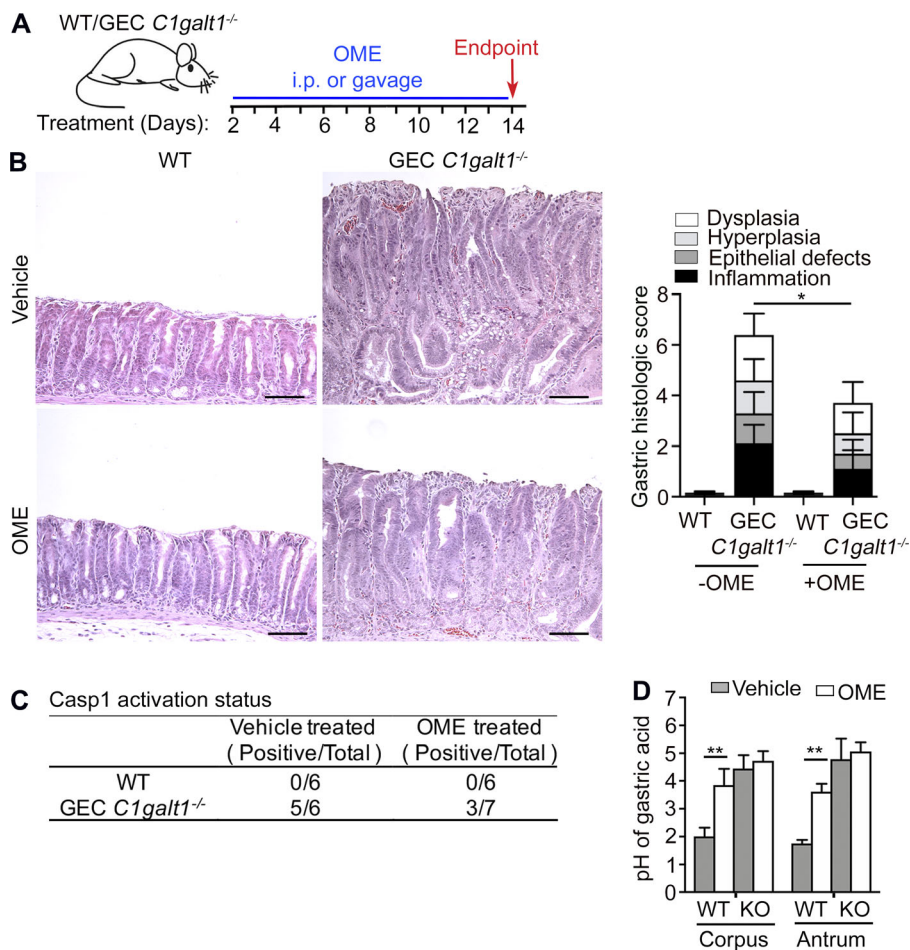 A
WT/GEC C1galt1-/-
OME
i.p. or gavage
Endpoint
Treatment (Days):
2 4 6 8 10 12 14
B
WT
GEC C1galt1-/-
Vehicle
OME
Dysplasia
Hyperplasia
Epithelial defects
Inflammation
Gastric histologic score
8
6
4
2
0
*
WT GEC WT GEC
C1galt1-/- C1galt1-/-
-OME +OME
C Casp1 activation status
Vehicle treated OME treated
( Positive/Total) ( Positive/Total)
WT 0/6 0/6
GEC C1galt1-/- 5/6 3/7
D
Vehicle OME
pH of gastric acid
7
6
5
4
3
2
1
0
** **
WT KO WT KO
Corpus Antrum